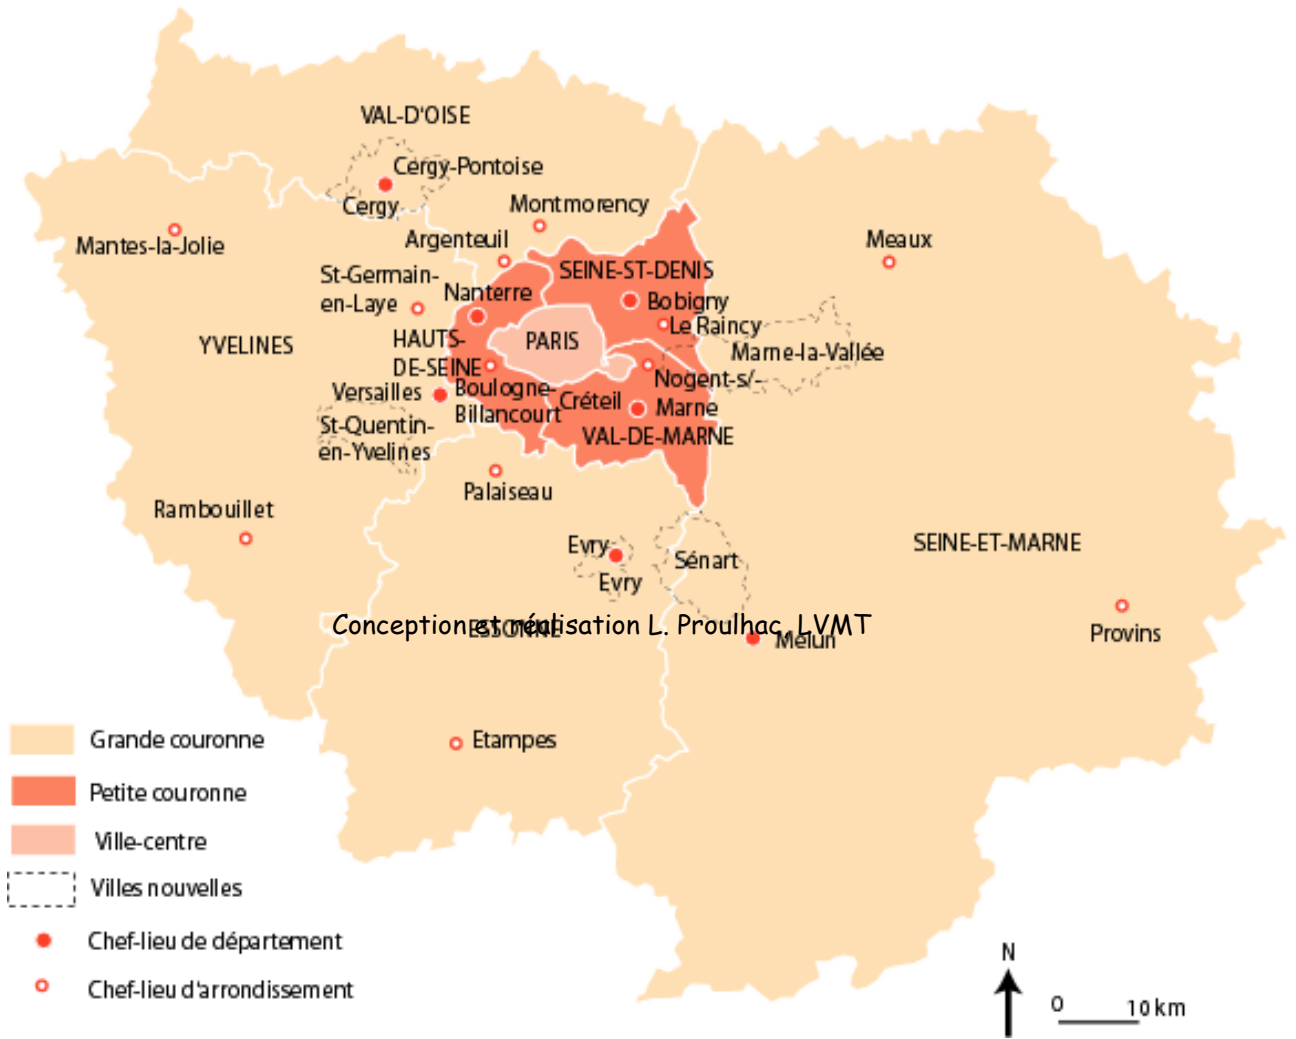 VAL-D'OISE
Cergy-Pontoise
Cergy
Montmorency
Mantes-la-Jolie
Argenteuil
Meaux
St-Germain-
en-Laye
SEINE-ST-DENIS
Nanterre
Bobigny
Le Raincy
YVELINES
HAUTS-
DE-SEINE
PARIS
Marne-la-Vallée
Nogent-s/-
Marne
Versailles
Boulogne-
Billancourt
Créteil
St-Quentin-
en-Yvelines
VAL-DE-MARNE
Palaiseau
Rambouillet
Evry
Evry
Sénart
SEINE-ET-MARNE
Conception et réalisation L. Proulhac, LVMT
ESSONNE
Melun
Provins
Etampes
Grande couronne
Petite couronne
Ville-centre
Villes nouvelles
Chef-lieu de département
Chef-lieu d'arrondissement
N
0 10 km